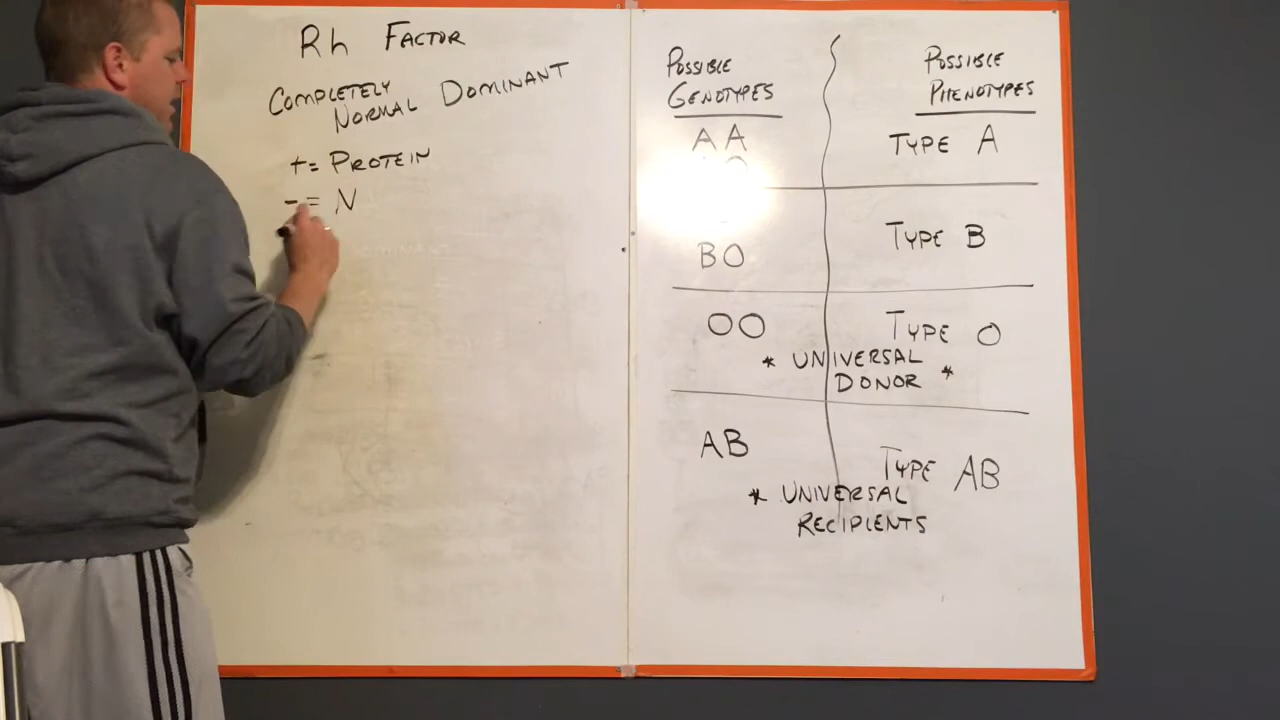 Rh FACTOR
COMPLETELY
NORMAL DOMINANT
+= PROTEIN
-= N
POSSIBLE
GENOTYPES
AA
BO
OO
AB
POSSIBLE
PHENOTYPES
TYPE A
TYPE B
TYPE O
* UNIVERSAL
DONOR *
TYPE AB
* UNIVERSAL
RECIPIENTS